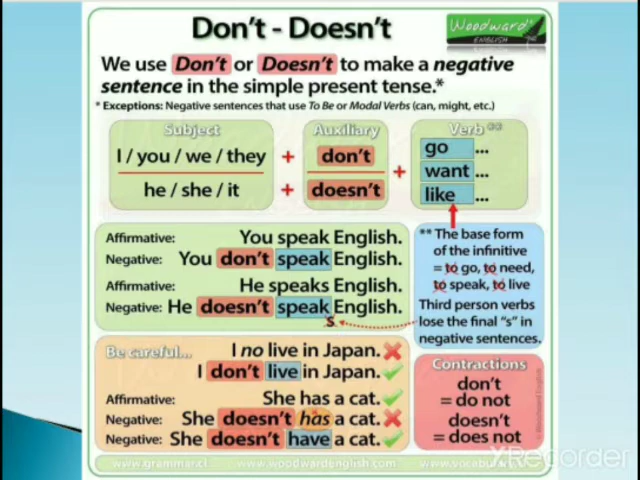 Don't - Doesn't
Woodward
ENGLISH
We use Don't or Doesn't to make a negative
sentence in the simple present tense.*
* Exceptions: Negative sentences that use To Be or Modal Verbs (can, might, etc.)
Subject
Auxiliary
Verb **
I / you / we / they + don't + go ...
want ...
he / she / it + doesn't like ...
Affirmative: You speak English.
Negative: You don't speak English.
Affirmative: He speaks English.
Negative: He doesn't speak English.
s
** The base form
of the infinitive
= to go, to need,
to speak, to live
Third person verbs
lose the final "s" in
negative sentences.
Be careful... I no live in Japan.
I don't live in Japan.
Affirmative: She has a cat.
Negative: She doesn't has a cat.
Negative: She doesn't have a cat.
Contractions
don't
= do not
doesn't
= does not
www.grammar.cl www.woodwardenglish.com
XRecorder